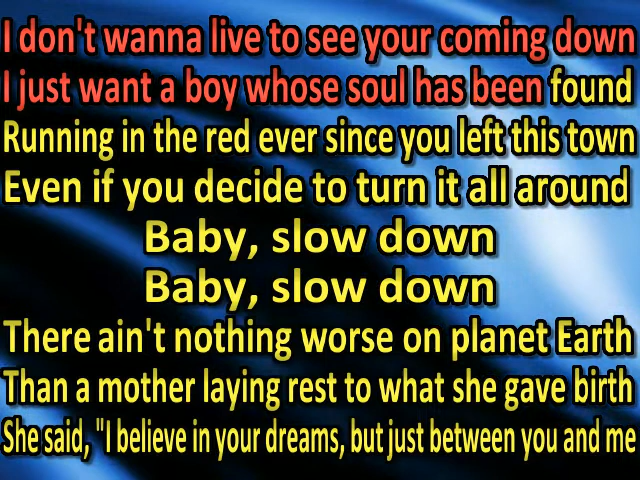 I don't wanna live to see your coming down
I just want a boy whose soul has been found
Running in the red ever since you left this town
Even if you decide to turn it all around
Baby, slow down
Baby, slow down
There ain't nothing worse on planet Earth
Than a mother laying rest to what she gave birth
She said, "I believe in your dreams, but just between you and me